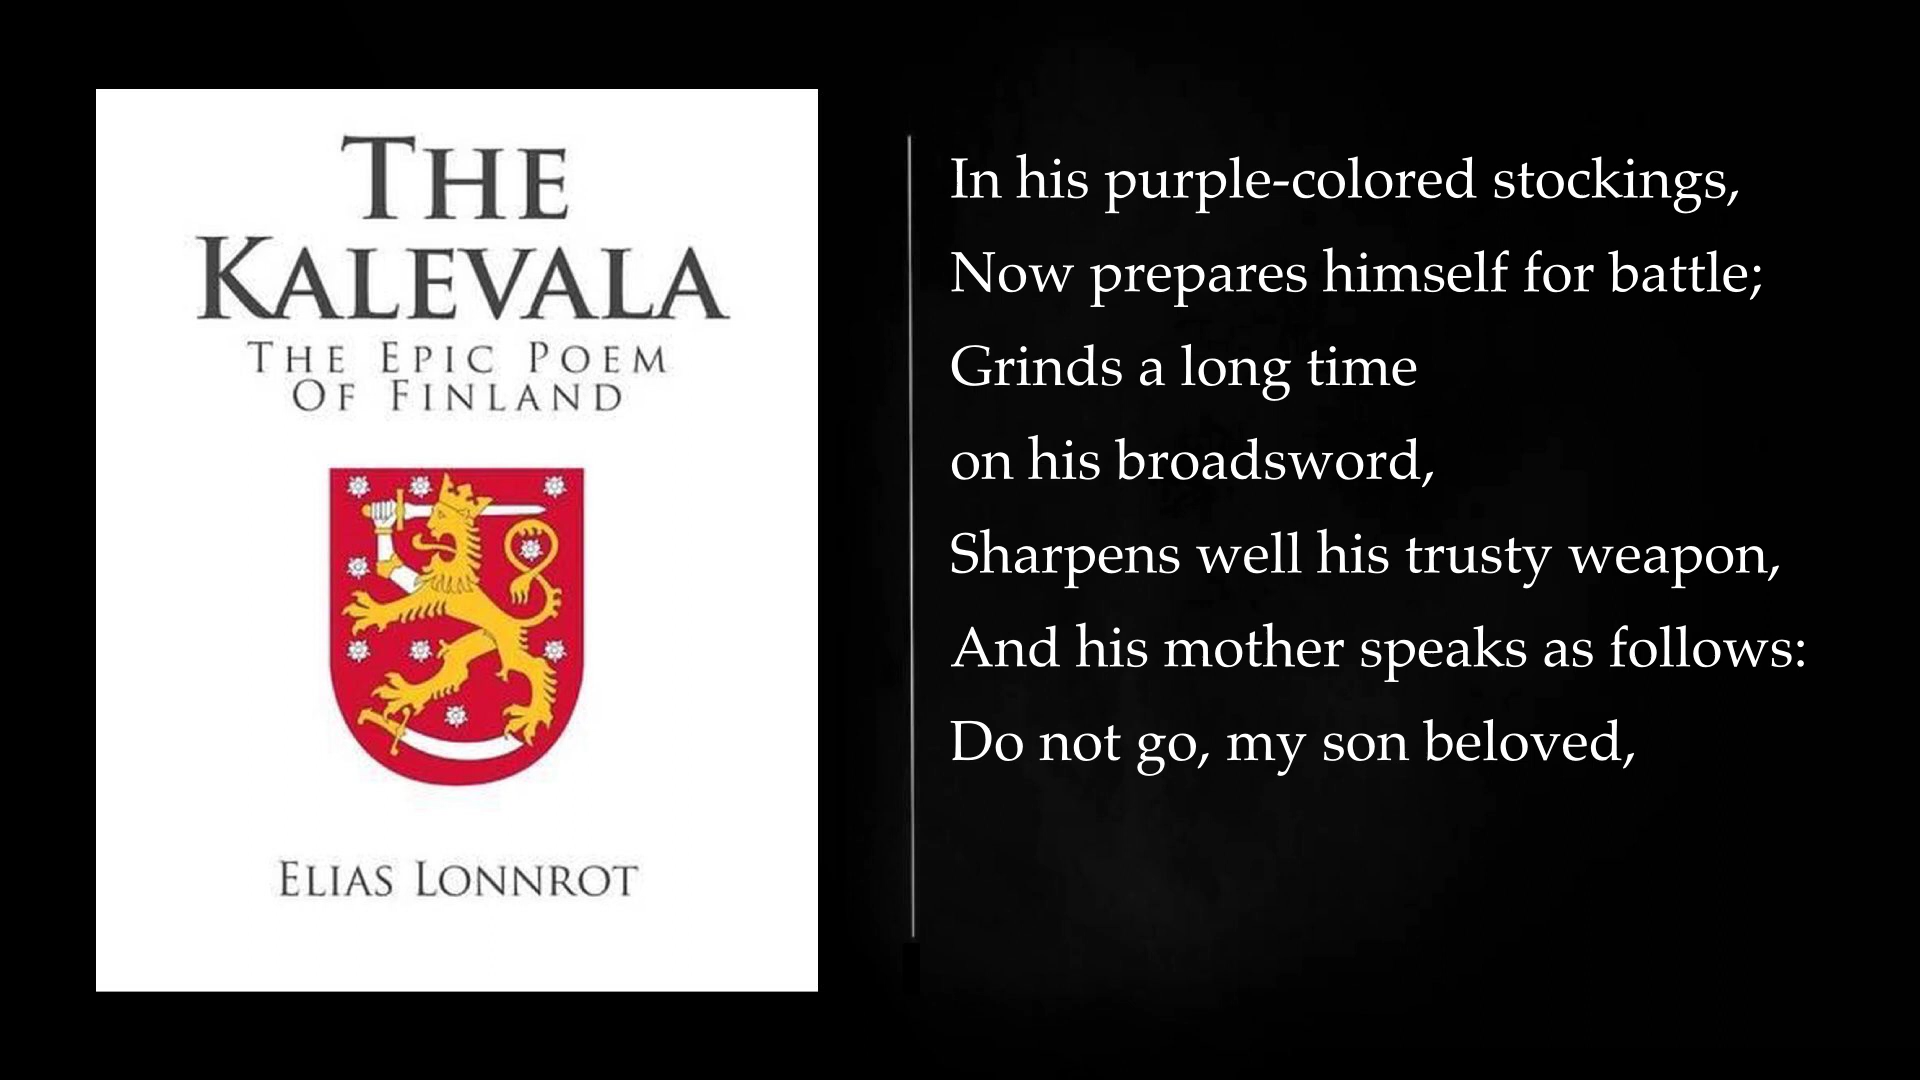 THE
KALEVALA
THE EPIC POEM
OF FINLAND
ELIAS LONNROT
In his purple-colored stockings,
Now prepares himself for battle;
Grinds a long time
on his broadsword,
Sharpens well his trusty weapon,
And his mother speaks as follows:
Do not go, my son beloved,